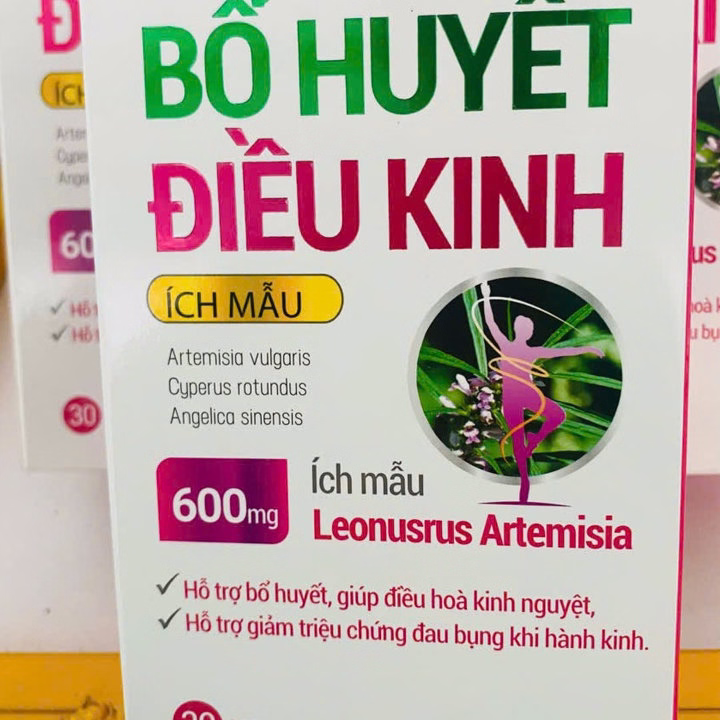 BỔ HUYẾT
ĐIỀU KINH
ÍCH MẪU
Artemisia vulgaris
Cyperus rotundus
Angelica sinensis
600mg
Ích mẫu
Leonusrus Artemisia
✓ Hỗ trợ bổ huyết, giúp điều hoà kinh nguyệt,
✓ Hỗ trợ giảm triệu chứng đau bụng khi hành kinh.
30